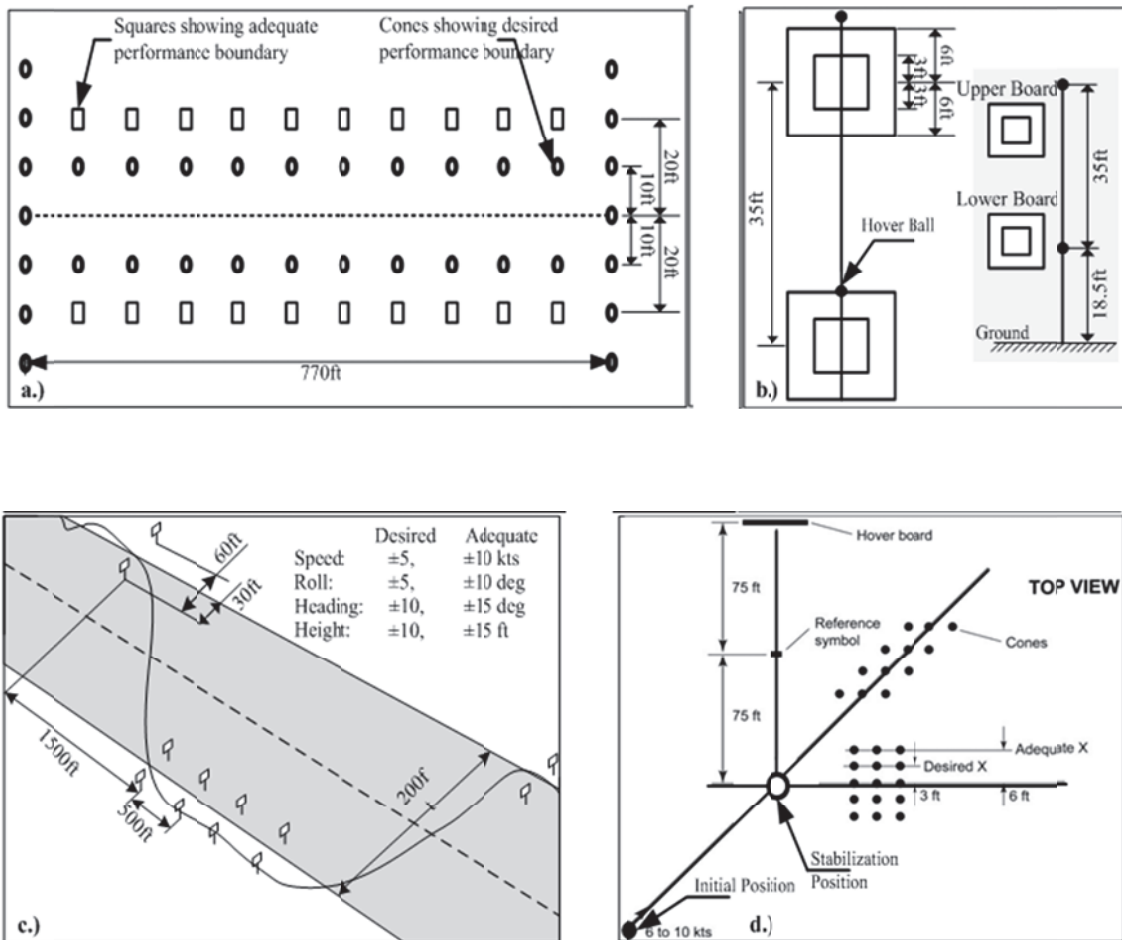 Squares showing adequate
performance boundary
Cones showing desired
performance boundary
20ft
10ft
10ft
20ft
770ft
a.)
3ft
3ft
6ft
6ft
35ft
Hover Ball
Upper Board
Lower Board
35ft
18.5ft
Ground
b.)
Desired Adequate
Speed: ±5, ±10 kts
Roll: ±5, ±10 deg
Heading: ±10, ±15 deg
Height: ±10, ±15 ft
60ft
30ft
1500ft
500ft
200f
c.)
Hover board
75 ft
TOP VIEW
Reference
symbol
Cones
75 ft
Adequate X
Desired X
3 ft
6 ft
Stabilization
Position
Initial Position
6 to 10 kts
d.)